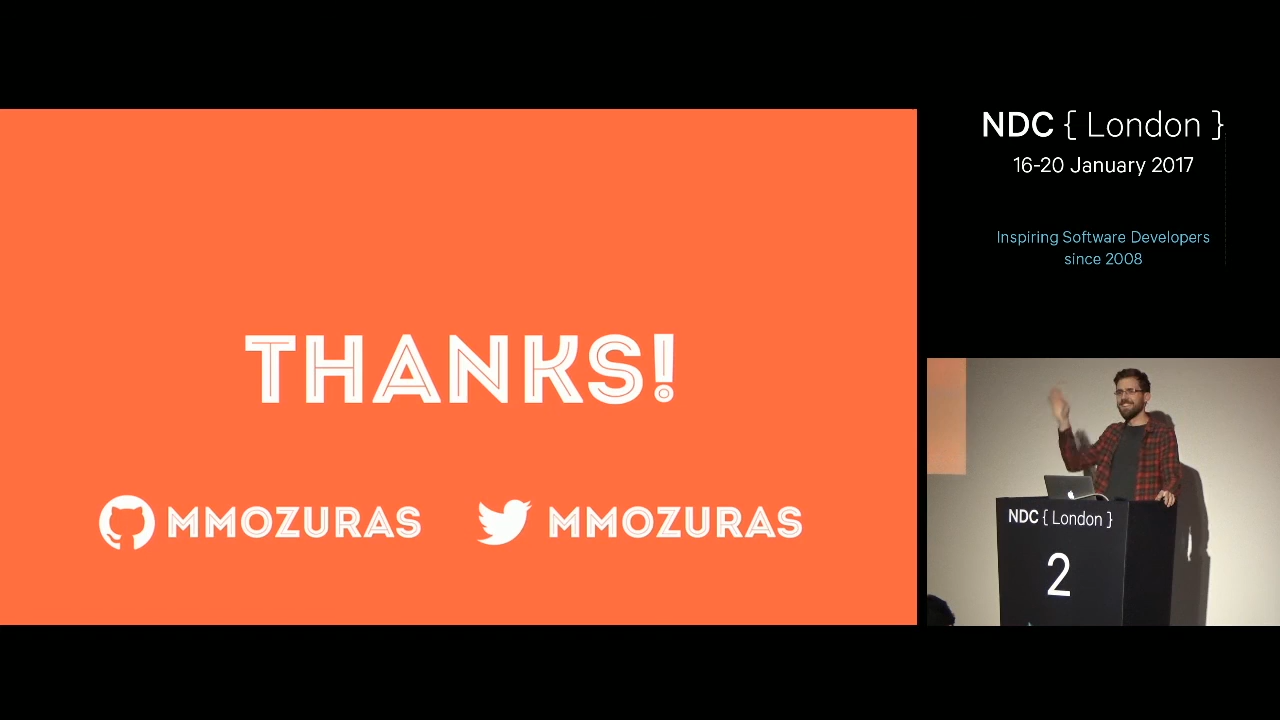 THANKS!
MMOZURAS MMOZURAS
NDC { London }
16-20 January 2017
Inspiring Software Developers
since 2008
NDC { London }
2